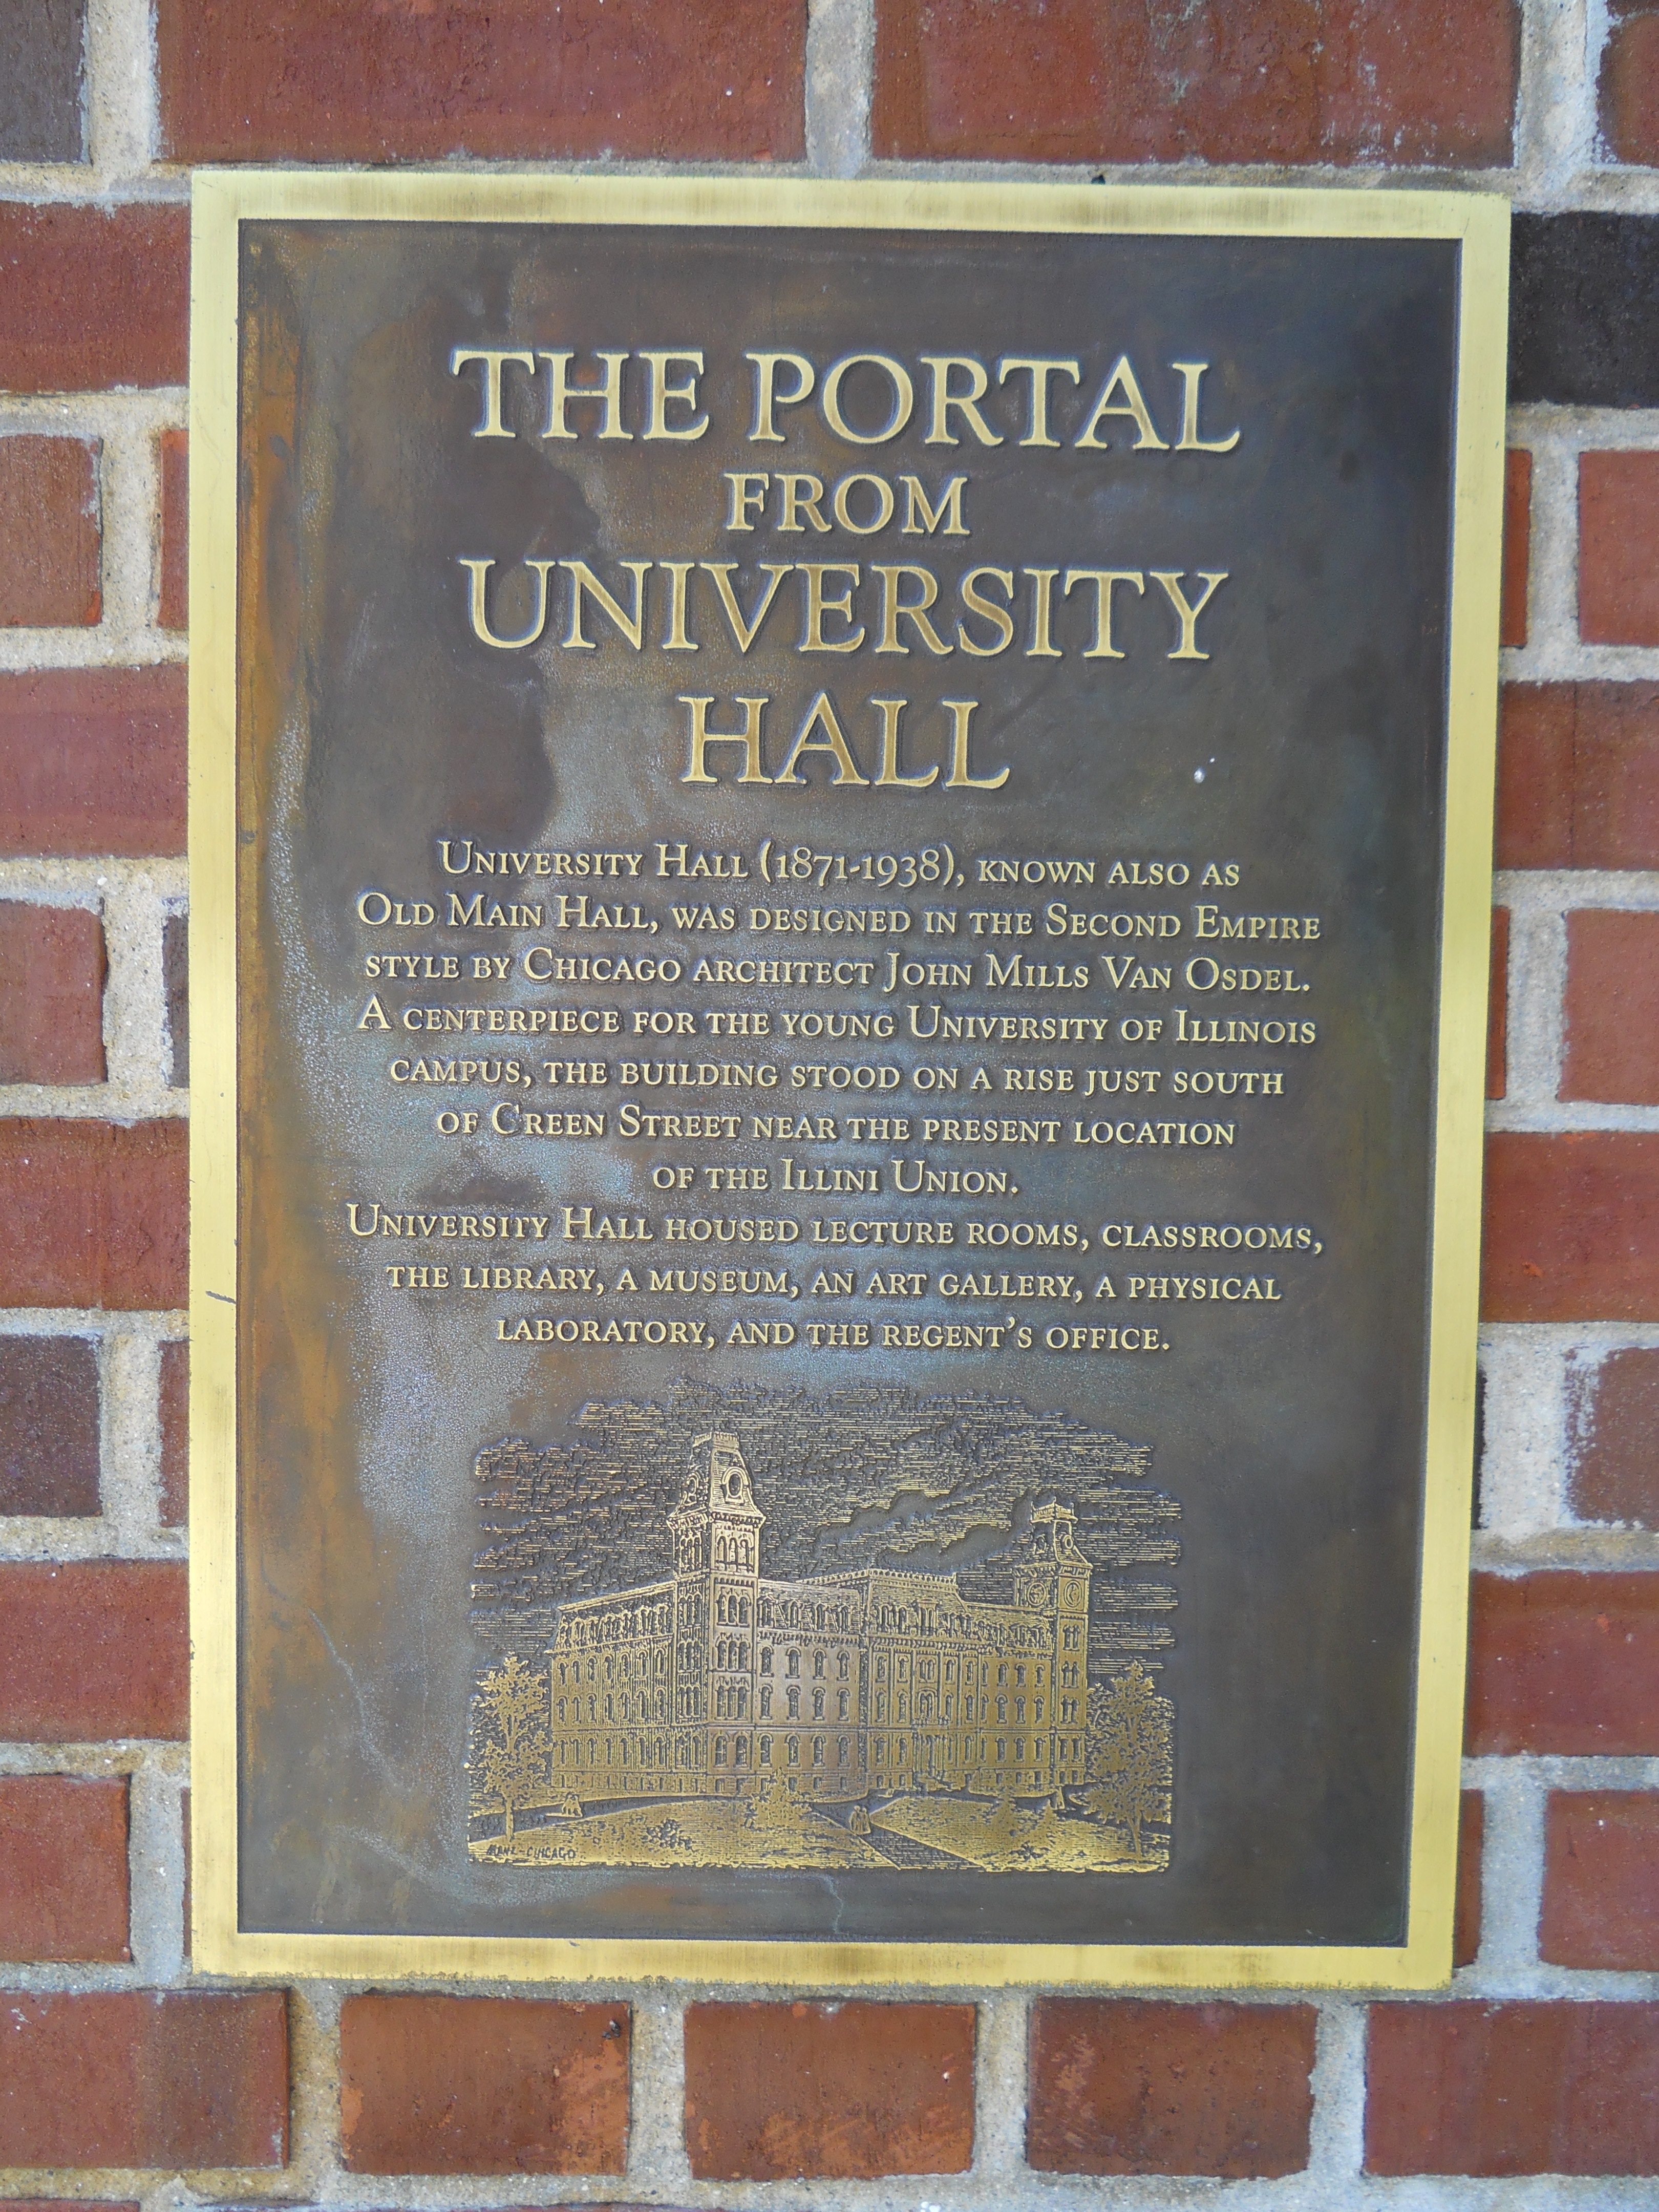 THE PORTAL
FROM
UNIVERSITY
HALL
UNIVERSITY HALL (1871-1938), KNOWN ALSO AS
OLD MAIN HALL, WAS DESIGNED IN THE SECOND EMPIRE
STYLE BY CHICAGO ARCHITECT JOHN MILLS VAN OSDEL.
A CENTERPIECE FOR THE YOUNG UNIVERSITY OF ILLINOIS
CAMPUS, THE BUILDING STOOD ON A RISE JUST SOUTH
OF GREEN STREET NEAR THE PRESENT LOCATION
OF THE ILLINI UNION.
UNIVERSITY HALL HOUSED LECTURE ROOMS, CLASSROOMS,
THE LIBRARY, A MUSEUM, AN ART GALLERY, A PHYSICAL
LABORATORY, AND THE REGENT'S OFFICE.
CHICAGO